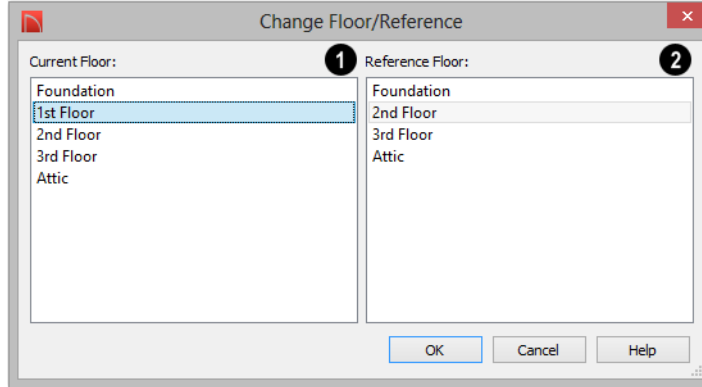 Change Floor/Reference
Current Floor: 1
Foundation
1st Floor
2nd Floor
3rd Floor
Attic
Reference Floor: 2
Foundation
2nd Floor
3rd Floor
Attic
OK Cancel Help